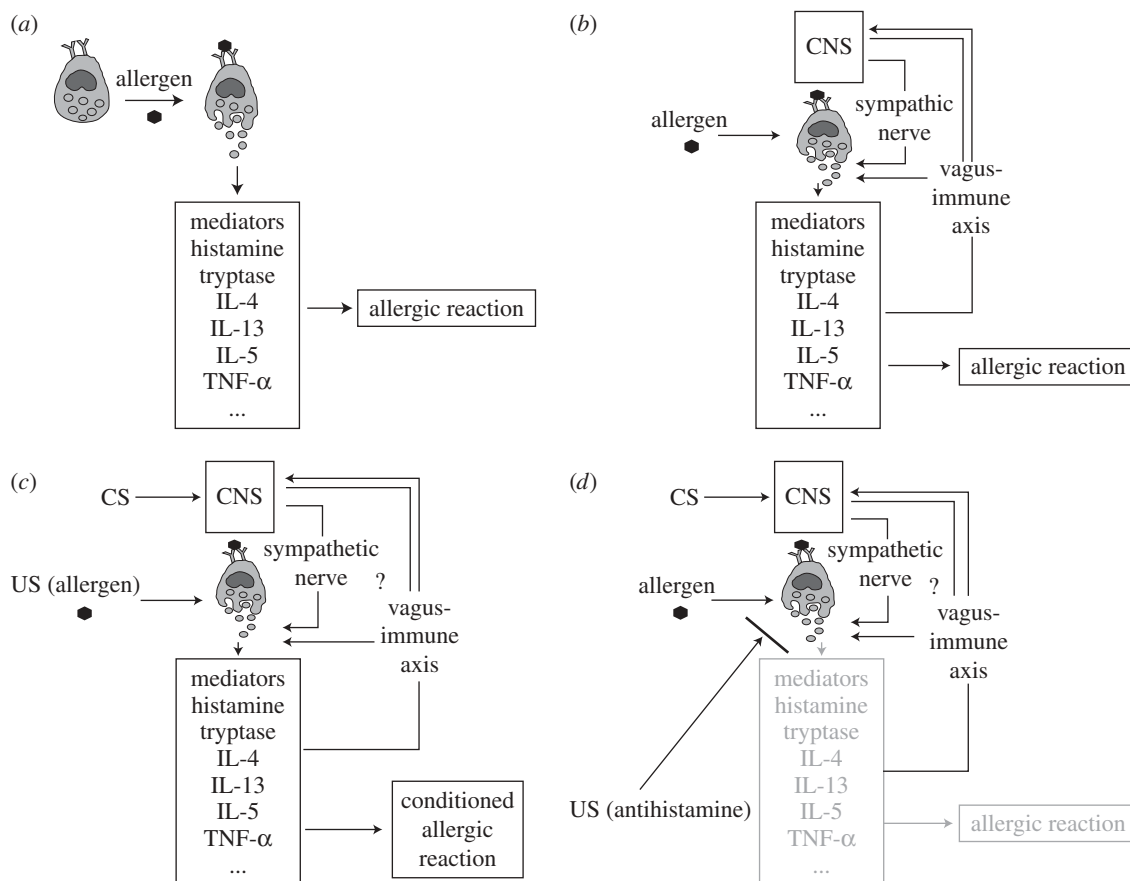 (a)
allergen
mediators
histamine
tryptase
IL-4
IL-13
IL-5
TNF-α
...
allergic reaction
(b)
CNS
allergen
sympathic
nerve
vagus-
immune
axis
mediators
histamine
tryptase
IL-4
IL-13
IL-5
TNF-α
...
allergic reaction
(c)
CS
CNS
sympathetic
nerve
?
US (allergen)
vagus-
immune
axis
mediators
histamine
tryptase
IL-4
IL-13
IL-5
TNF-α
...
conditioned
allergic
reaction
(d)
CS
CNS
sympathetic
nerve
?
allergen
vagus-
immune
axis
mediators
histamine
tryptase
IL-4
IL-13
IL-5
TNF-α
...
US (antihistamine)
allergic reaction